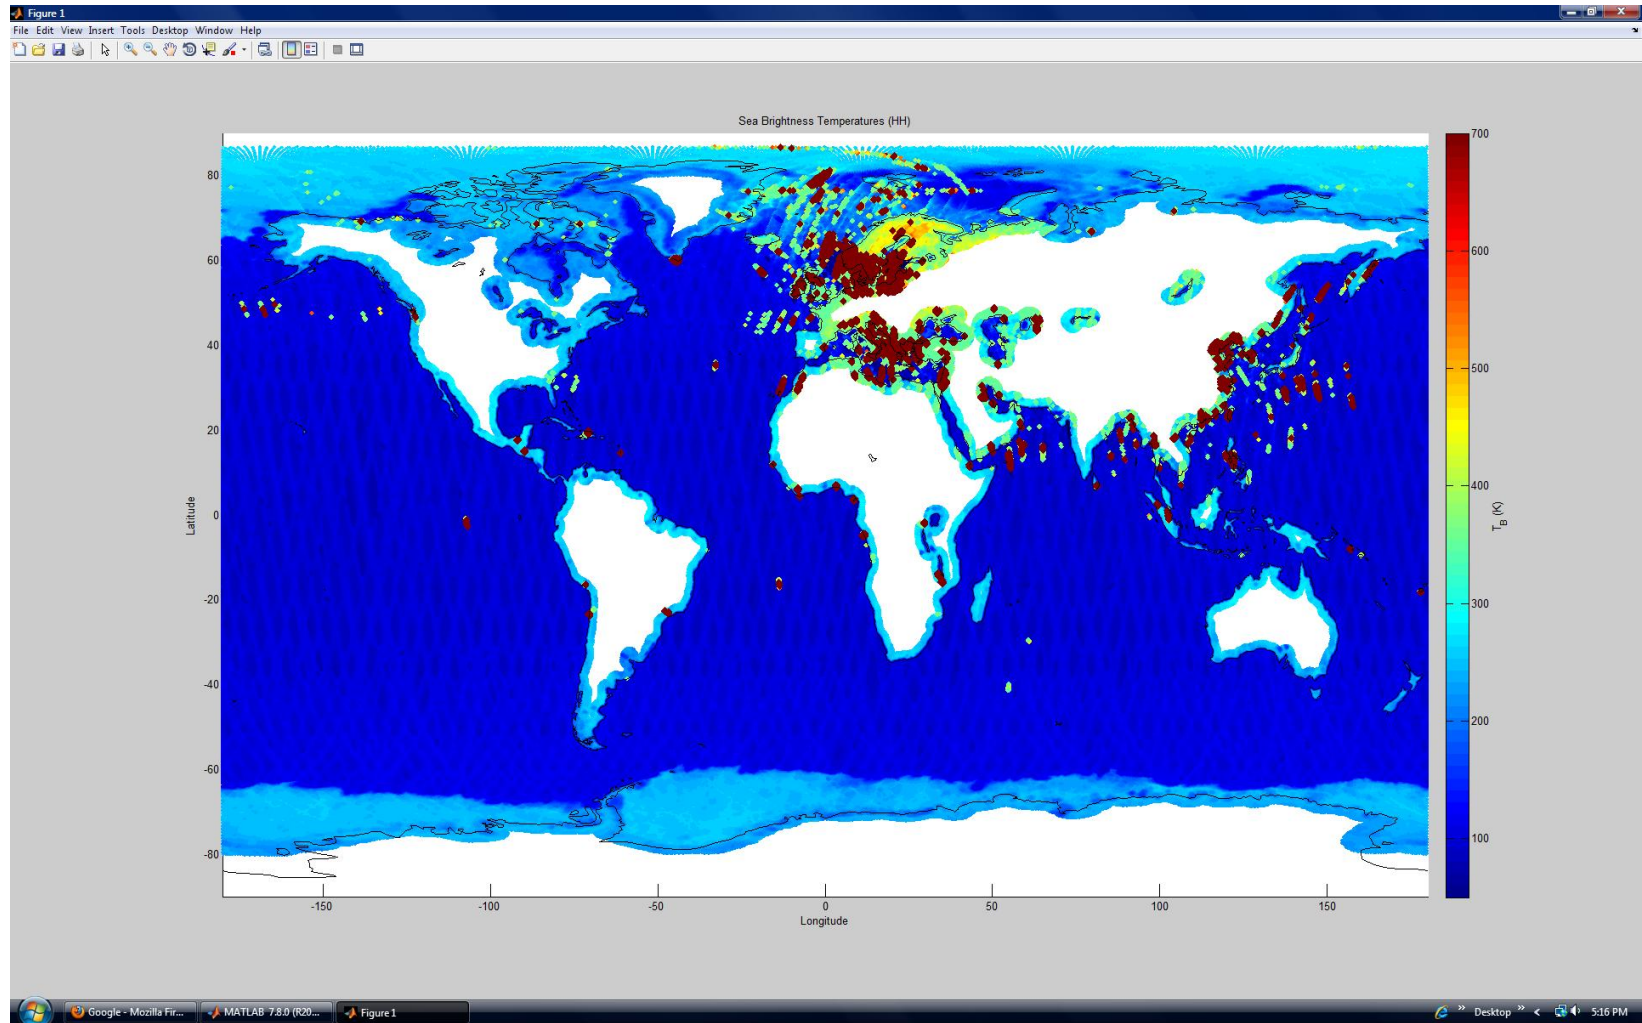 Figure 1
File Edit View Insert Tools Desktop Window Help
Sea Brightness Temperatures (HH)
80
60
40
20
0
-20
-40
-60
-80
Latitude
-150 -100 -50 0 50 100 150
Longitude
700
600
500
400
300
200
100
T_B (K)
Google - Mozilla Fir... MATLAB 7.8.0 (R20... Figure 1 » Desktop » < 5:16 PM